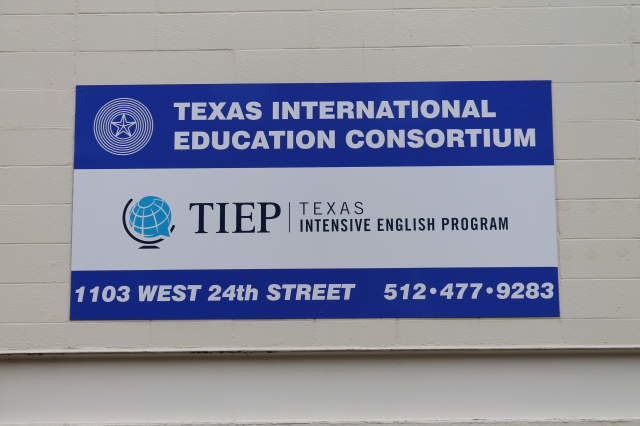 TEXAS INTERNATIONAL
EDUCATION CONSORTIUM
TIEP
TEXAS
INTENSIVE ENGLISH PROGRAM
1103 WEST 24th STREET 512•477•9283